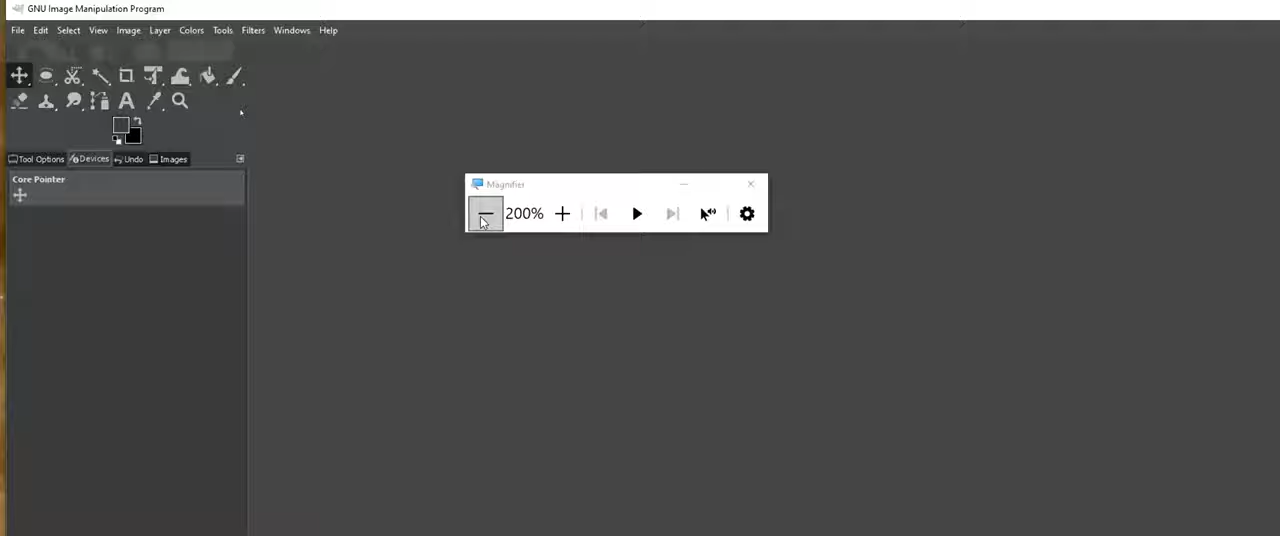 GNU Image Manipulation Program
File Edit Select View Image Layer Colors Tools Filters Windows Help
Tool Options Devices Undo Images
Core Pointer
Magnifier
200%